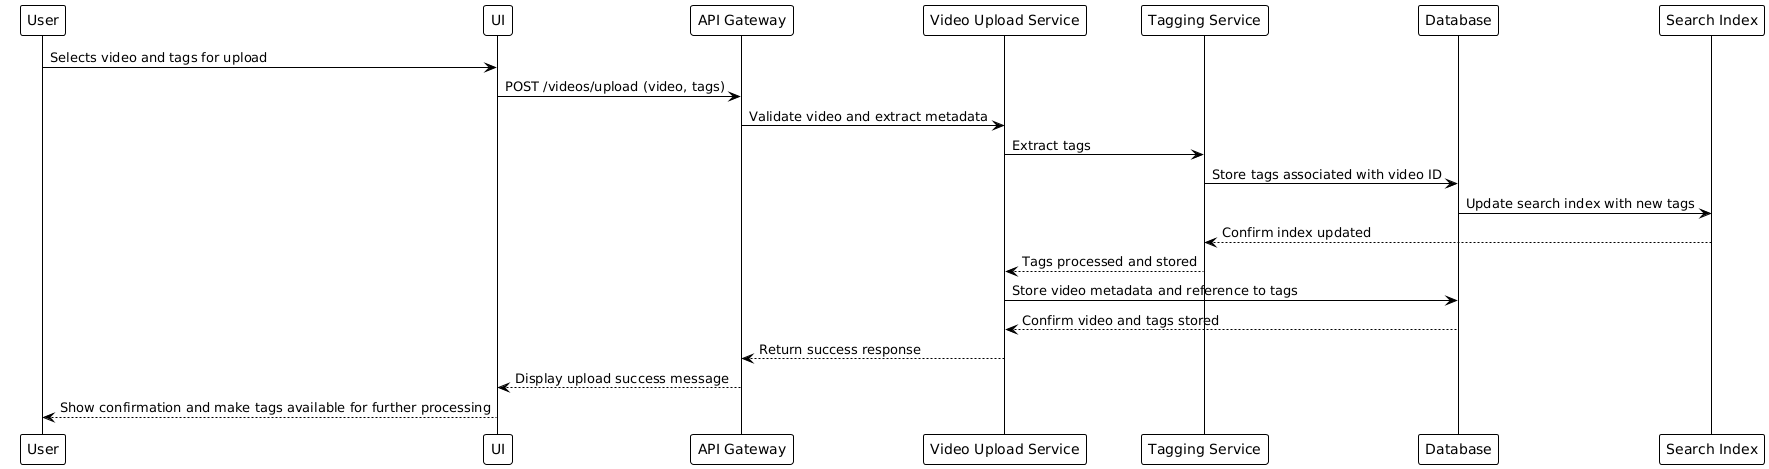 User
UI
API Gateway
Video Upload Service
Tagging Service
Database
Search Index
Selects video and tags for upload
POST /videos/upload (video, tags)
Validate video and extract metadata
Extract tags
Store tags associated with video ID
Update search index with new tags
Confirm index updated
Tags processed and stored
Store video metadata and reference to tags
Confirm video and tags stored
Return success response
Display upload success message
Show confirmation and make tags available for further processing
User
UI
API Gateway
Video Upload Service
Tagging Service
Database
Search Index